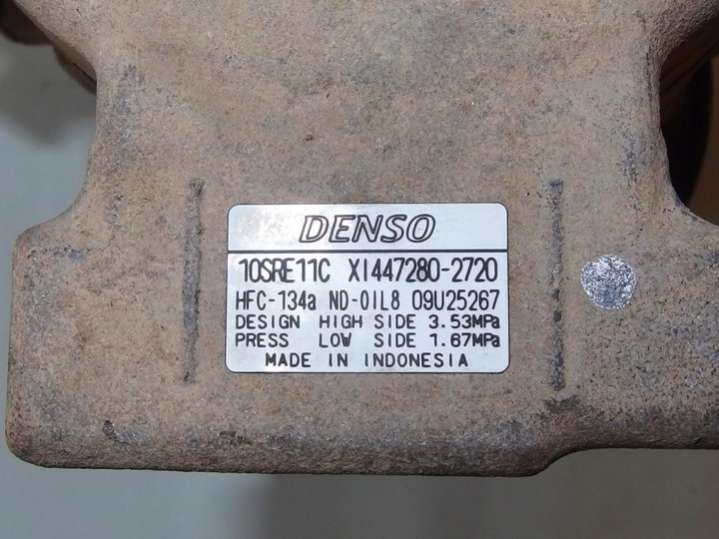 DENSO
10SRE11C XI447280-2720
HFC-134a ND-OIL8 09U25267
DESIGN HIGH SIDE 3.53MPa
PRESS LOW SIDE 1.67MPa
MADE IN INDONESIA